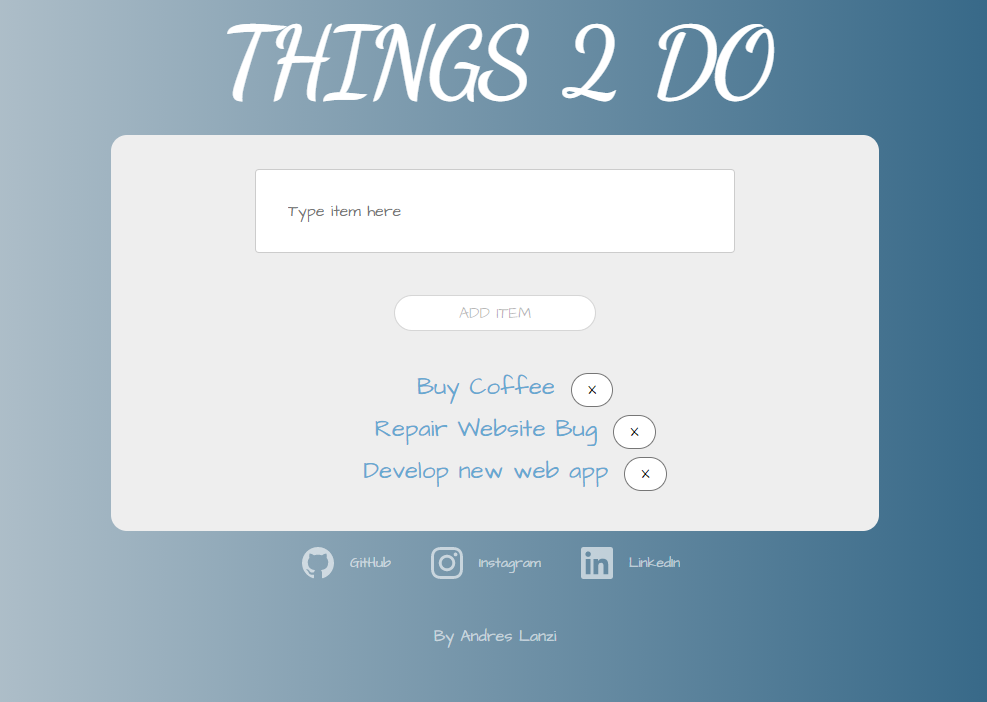 THINGS 2 DO
Type item here
ADD ITEM
Buy Coffee X
Repair Website Bug X
Develop new web app X
GitHub Instagram LinkedIn
By Andres Lanzi